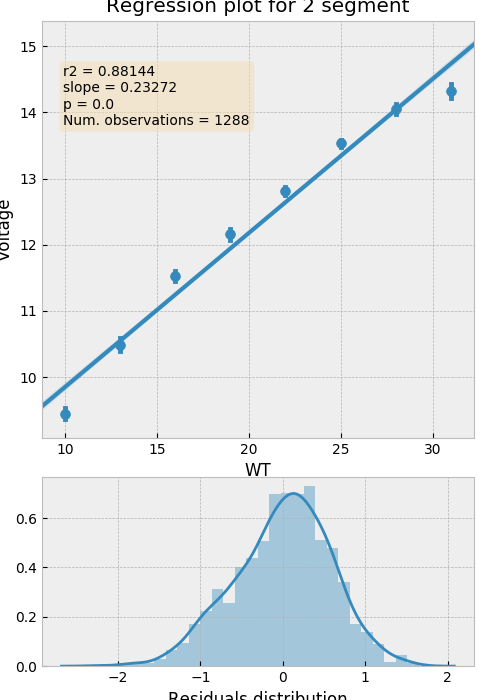 Regression plot for 2 segment
15
14
13
12
11
10
r2 = 0.88144
slope = 0.23272
p = 0.0
Num. observations = 1288
Voltage
10 15 20 25 30
WT
0.6
0.4
0.2
0.0
−2 −1 0 1 2
Residuals distribution